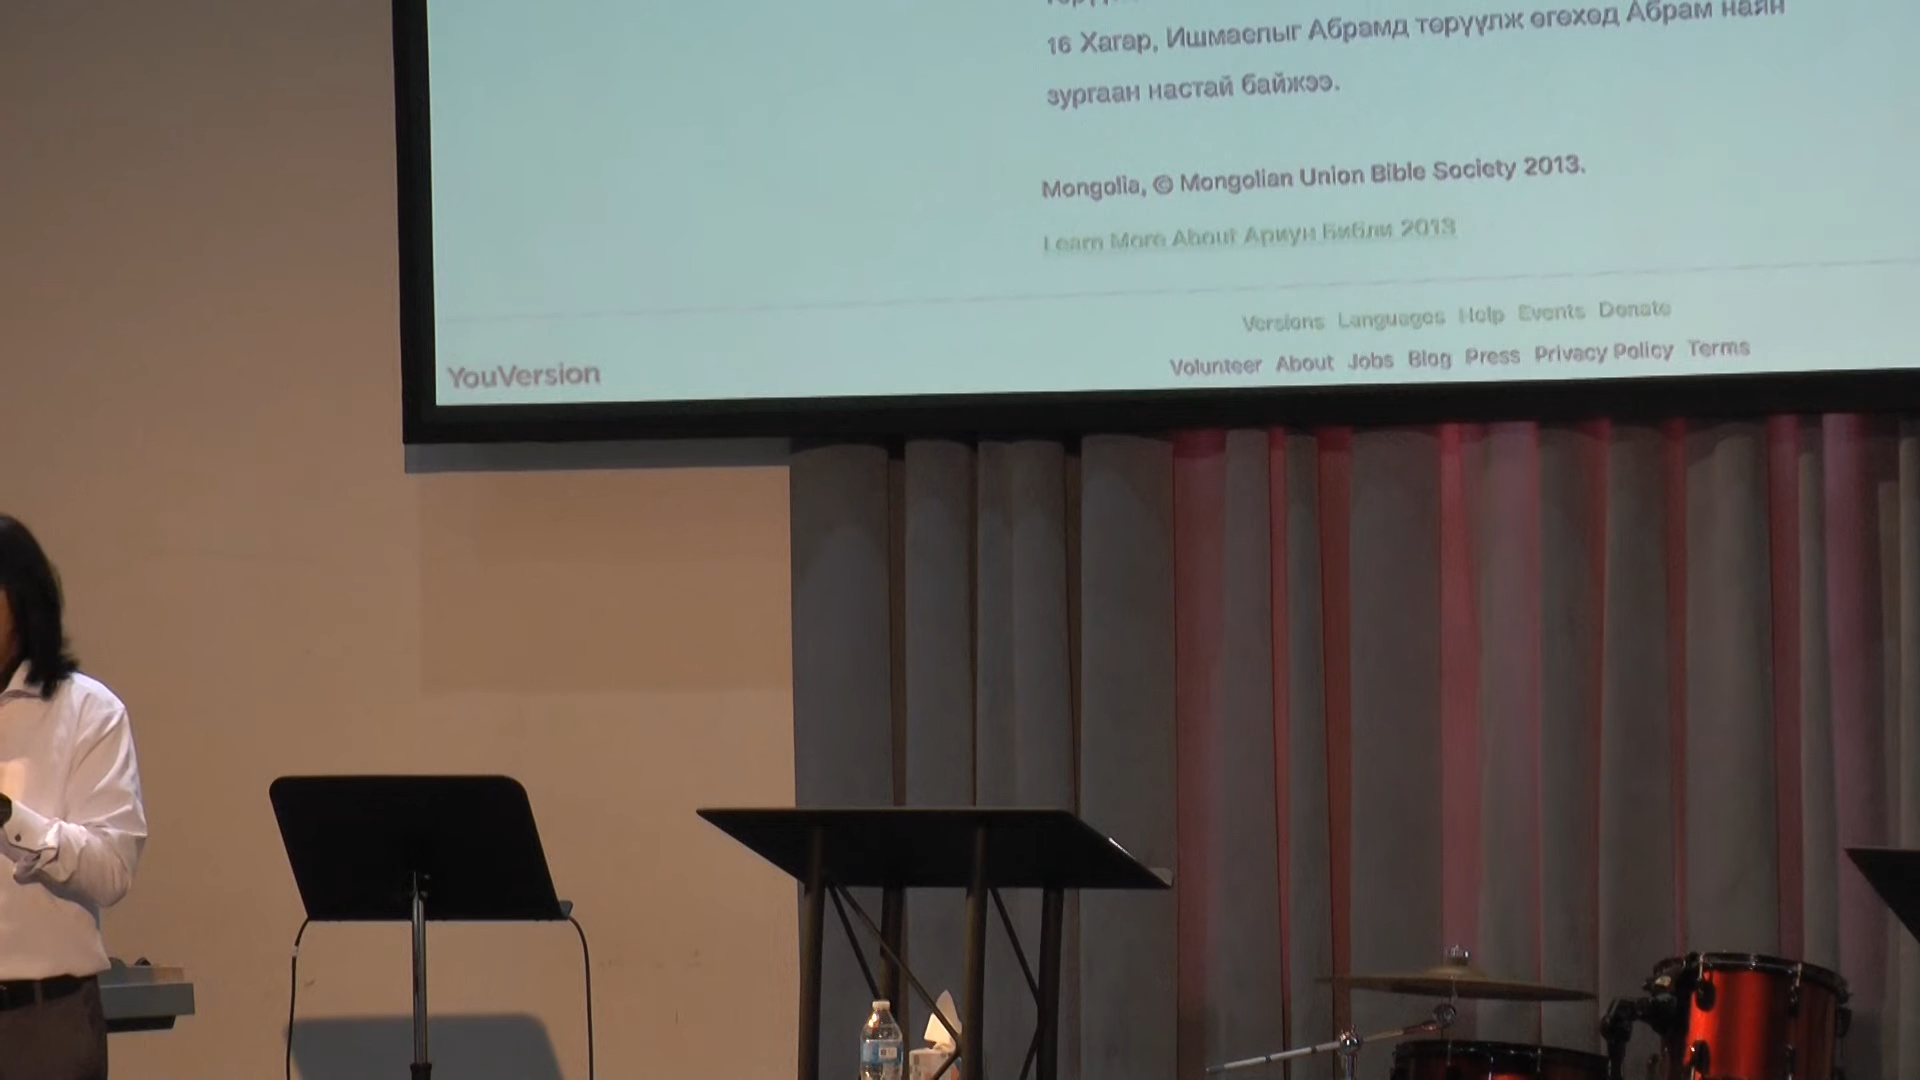 16 Хагар, Ишмаелыг Абрамд төрүүлж өгөхөд Абрам наян
зургаан настай байжээ.
Mongolia, © Mongolian Union Bible Society 2013.
Learn More About Ариун Библи 2013
Versions Languages Help Events Donate
YouVersion
Volunteer About Jobs Blog Press Privacy Policy Terms